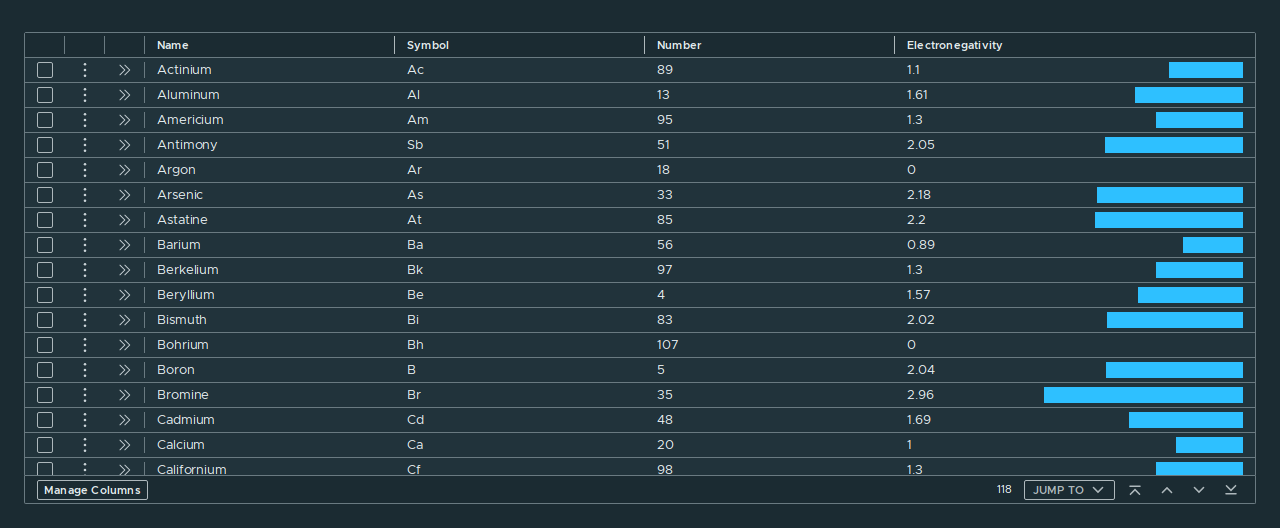 Name Symbol Number Electronegativity
Actinium Ac 89 1.1
Aluminum Al 13 1.61
Americium Am 95 1.3
Antimony Sb 51 2.05
Argon Ar 18 0
Arsenic As 33 2.18
Astatine At 85 2.2
Barium Ba 56 0.89
Berkelium Bk 97 1.3
Beryllium Be 4 1.57
Bismuth Bi 83 2.02
Bohrium Bh 107 0
Boron B 5 2.04
Bromine Br 35 2.96
Cadmium Cd 48 1.69
Calcium Ca 20 1
Californium Cf 98 1.3
Manage Columns 118 JUMP TO